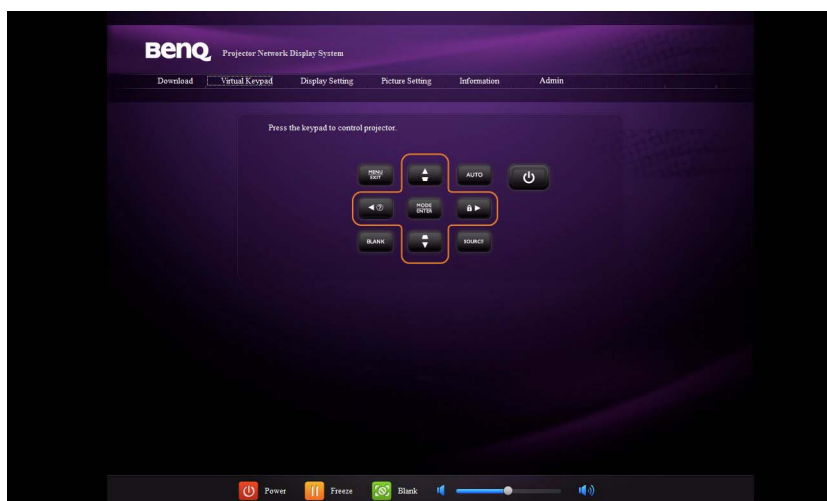 BenQ Projector Network Display System
Download Virtual Keypad Display Setting Picture Setting Information Admin
Press the keypad to control projector.
MENU
EXIT
AUTO
?
MODE
ENTER
BLANK
SOURCE
Power Freeze Blank